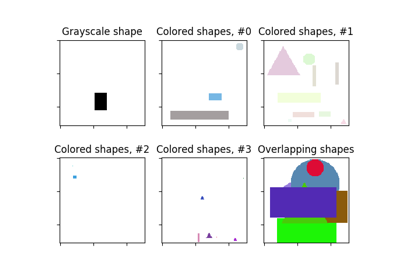 Grayscale shape
Colored shapes, #0
Colored shapes, #1
Colored shapes, #2
Colored shapes, #3
Overlapping shapes